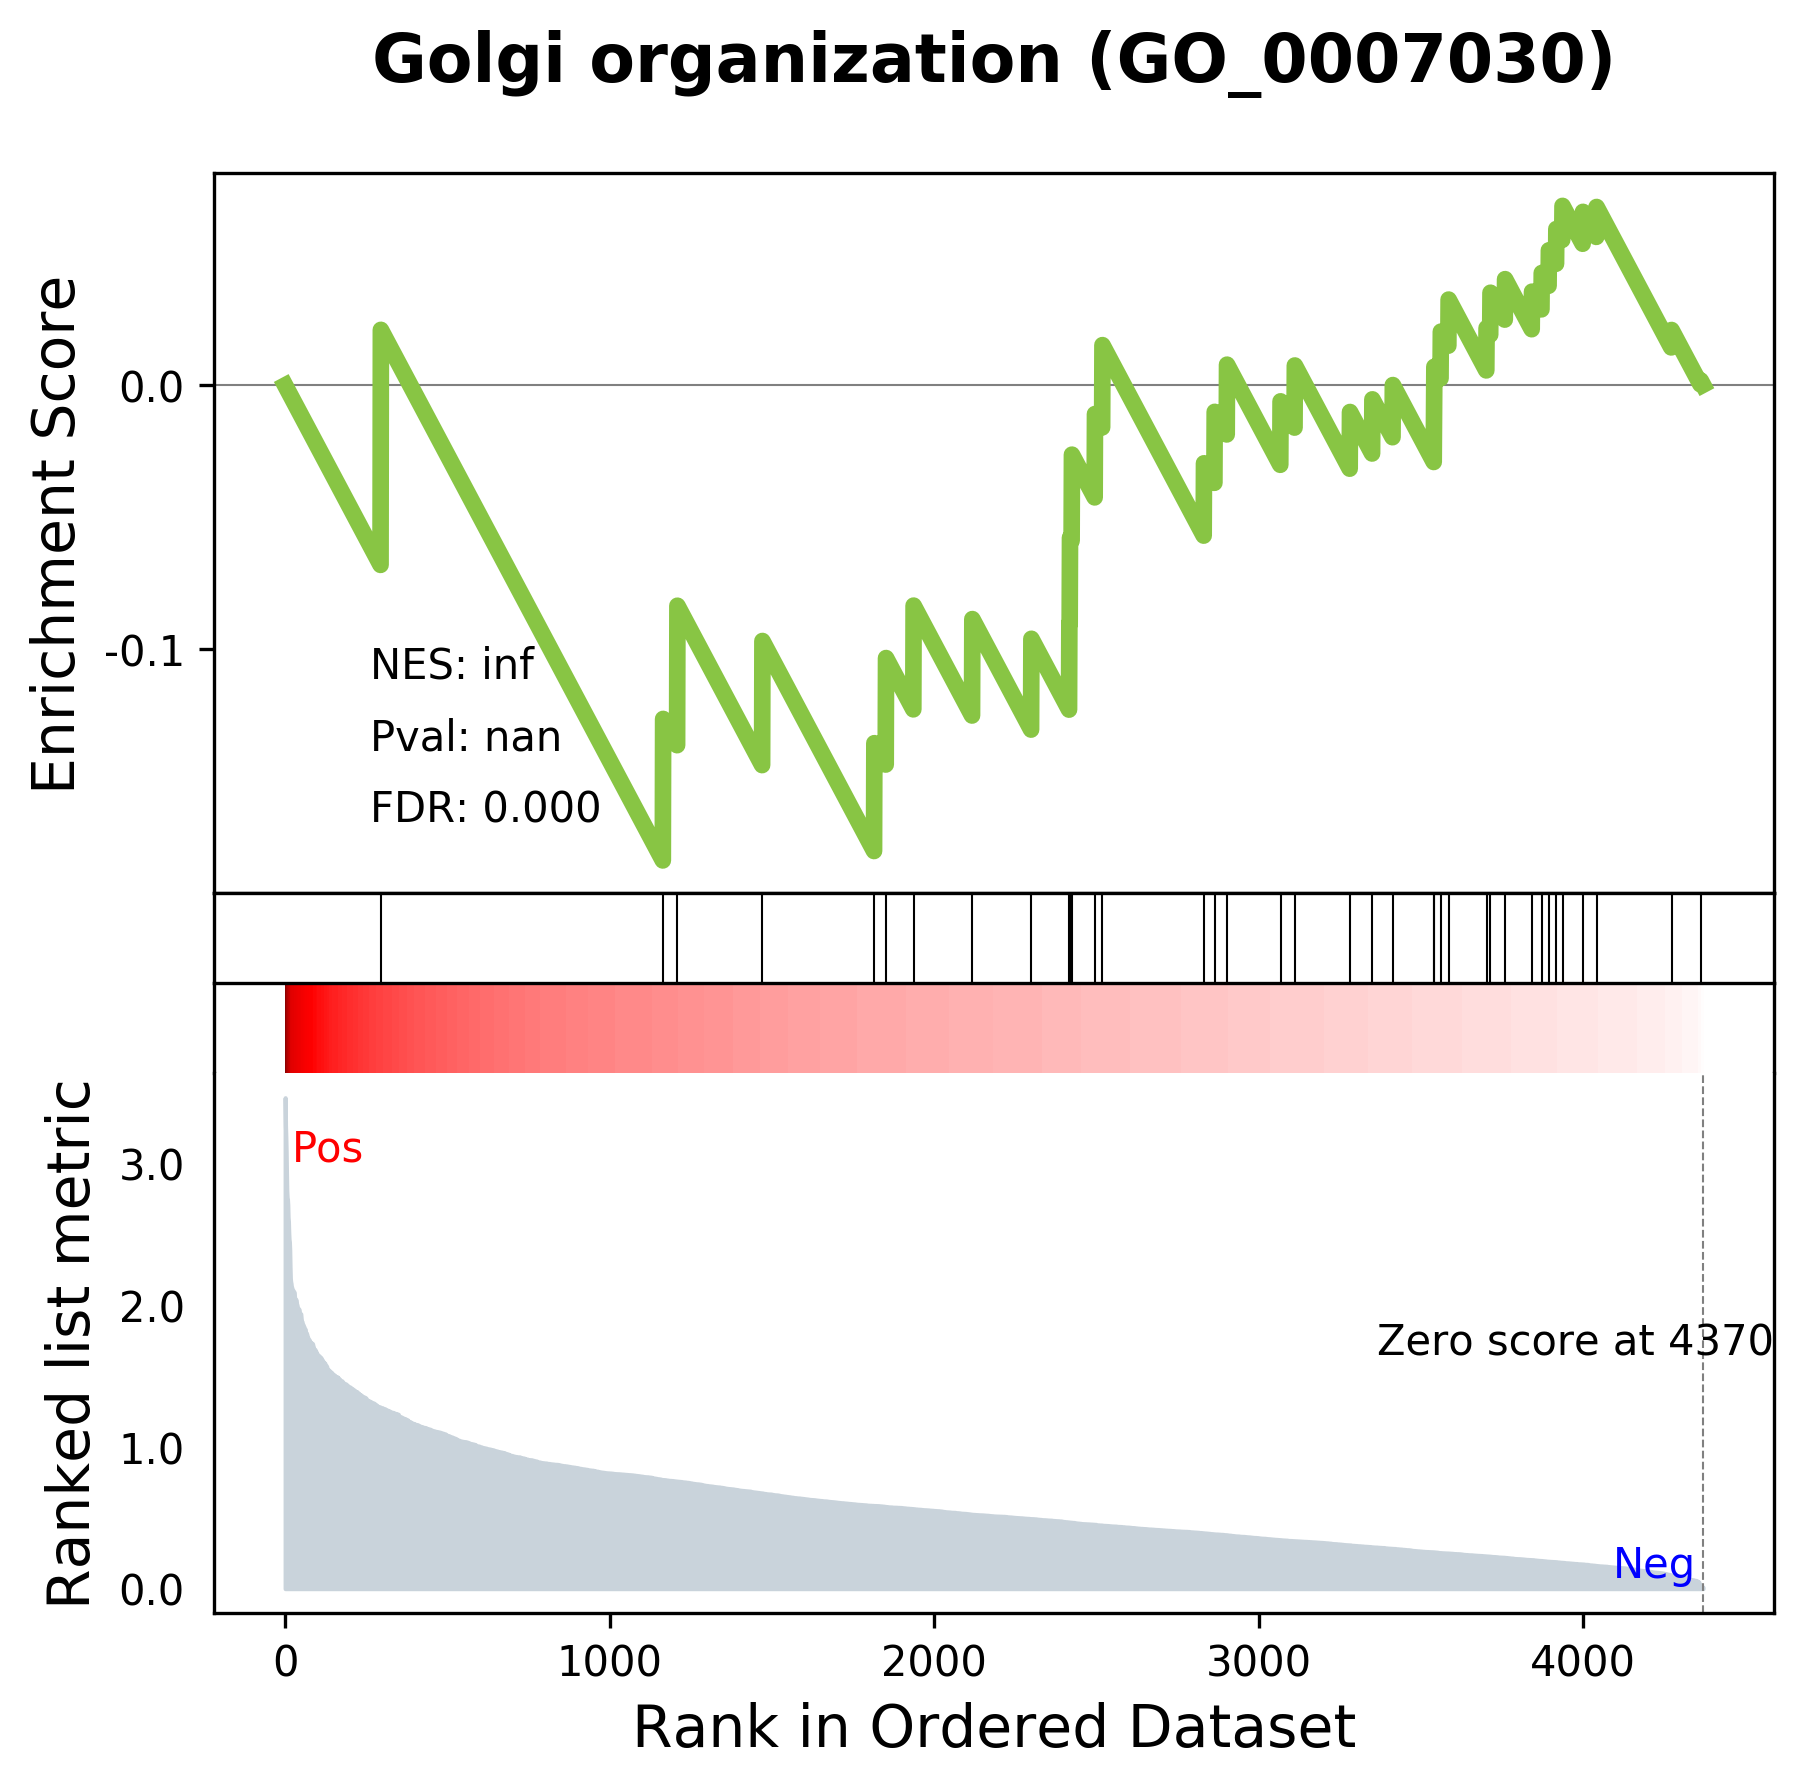 Golgi organization (GO_0007030)
Enrichment Score
0.0
-0.1
NES: inf
Pval: nan
FDR: 0.000
Ranked list metric
3.0
2.0
1.0
0.0
Pos
Zero score at 4370
Neg
0 1000 2000 3000 4000
Rank in Ordered Dataset